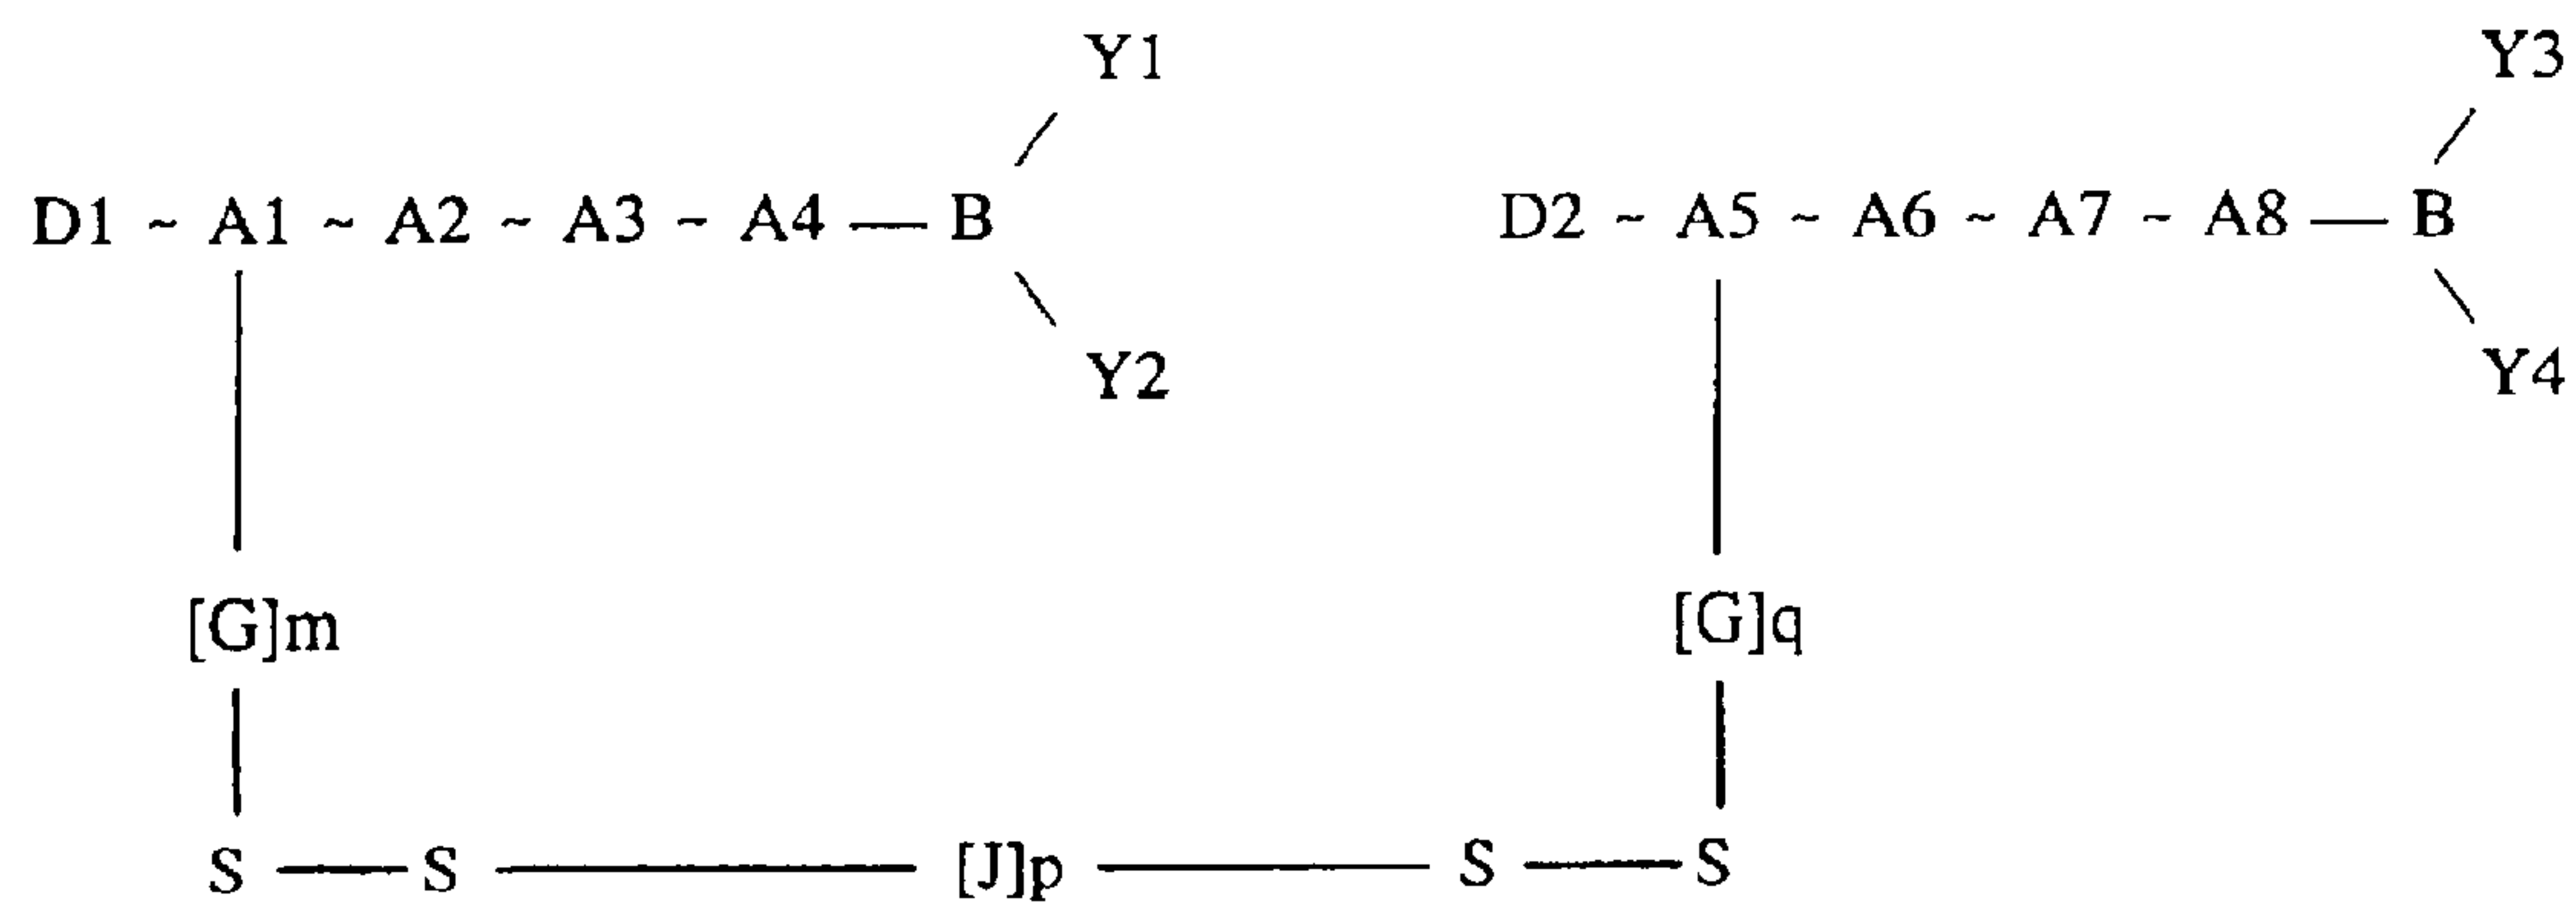 Y1 Y3
D1 ~ A1 ~ A2 ~ A3 ~ A4 — B D2 ~ A5 ~ A6 ~ A7 ~ A8 — B
Y2 Y4
[G]m [G]q
S — S — [J]p — S — S